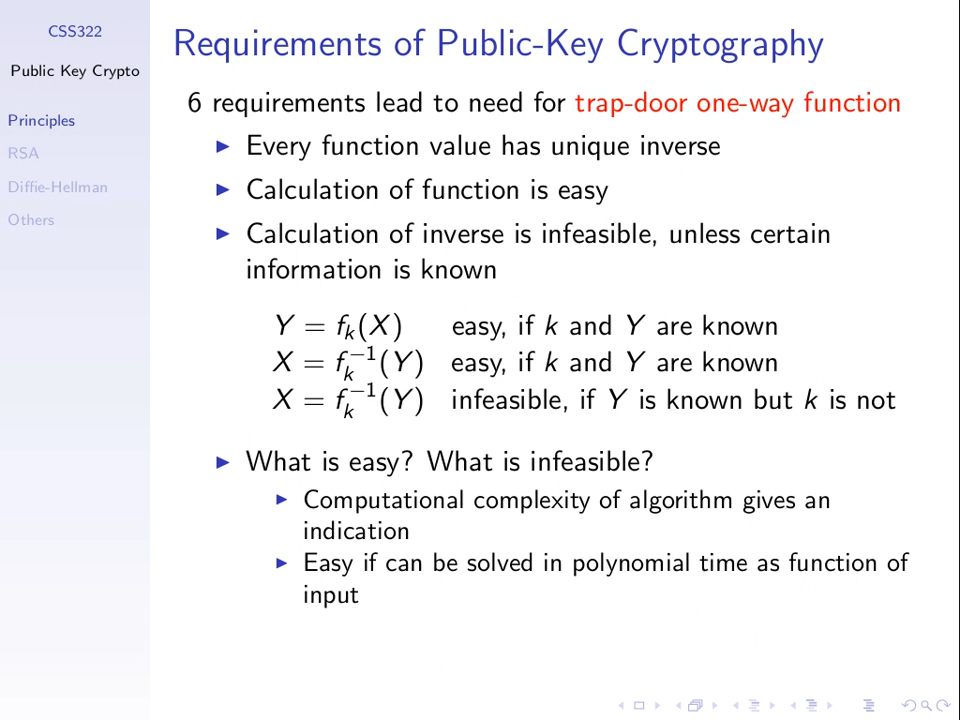 CSS322
Public Key Crypto
Principles
RSA
Diffie-Hellman
Others
Requirements of Public-Key Cryptography
6 requirements lead to need for trap-door one-way function
▶ Every function value has unique inverse
▶ Calculation of function is easy
▶ Calculation of inverse is infeasible, unless certain
information is known
Y = f_k(X) easy, if k and Y are known
X = f_k^{-1}(Y) easy, if k and Y are known
X = f_k^{-1}(Y) infeasible, if Y is known but k is not
▶ What is easy? What is infeasible?
▶ Computational complexity of algorithm gives an
indication
▶ Easy if can be solved in polynomial time as function of
input